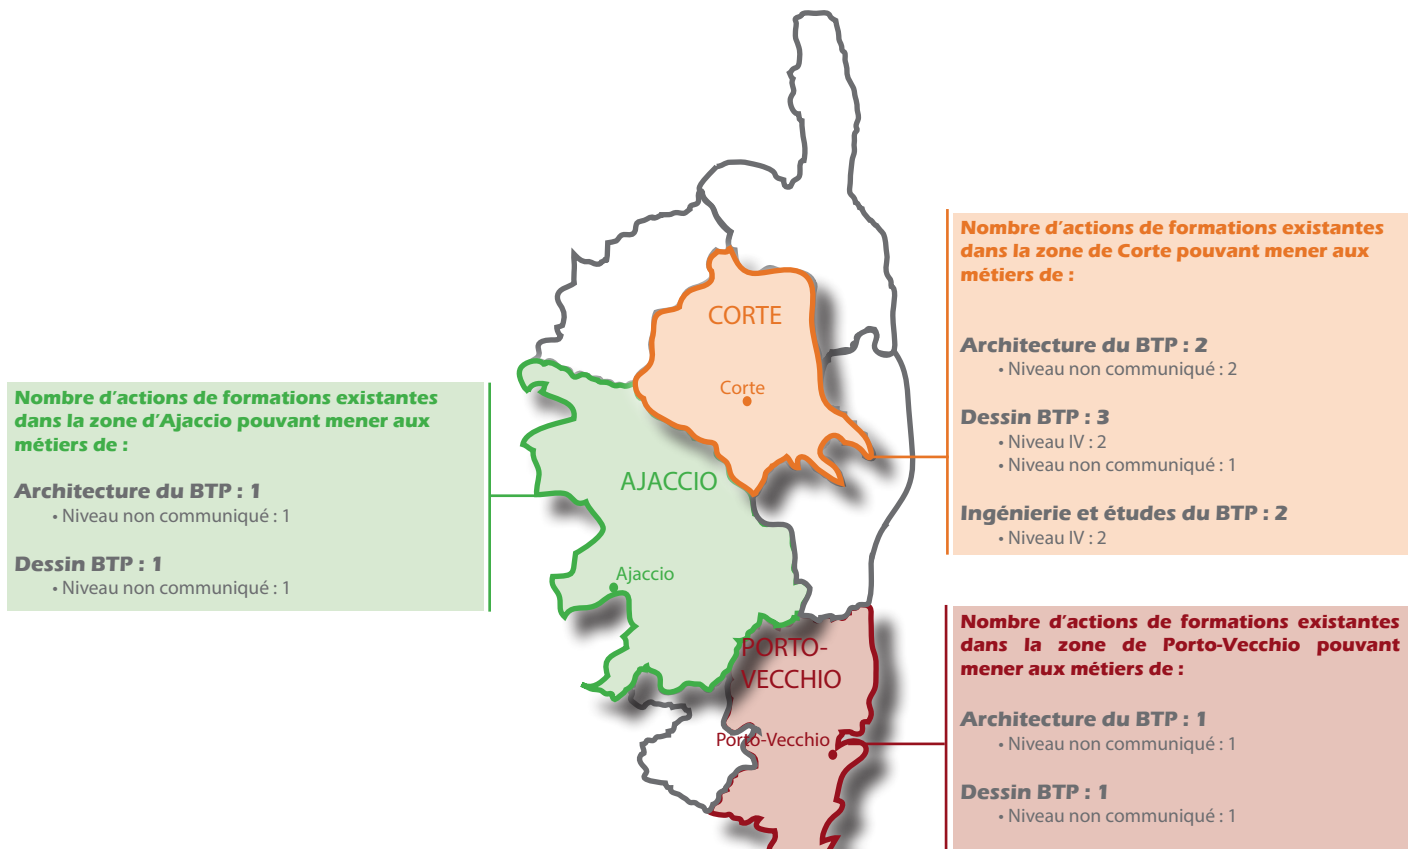 Nombre d'actions de formations existantes
dans la zone de Corte pouvant mener aux
métiers de :
Architecture du BTP : 2
• Niveau non communiqué : 2
Dessin BTP : 3
• Niveau IV : 2
• Niveau non communiqué : 1
Ingénierie et études du BTP : 2
• Niveau IV : 2
CORTE
Corte
Nombre d'actions de formations existantes
dans la zone d'Ajaccio pouvant mener aux
métiers de :
Architecture du BTP : 1
• Niveau non communiqué : 1
Dessin BTP : 1
• Niveau non communiqué : 1
AJACCIO
Ajaccio
PORTO-
VECCHIO
Porto-Vecchio
Nombre d'actions de formations existantes
dans la zone de Porto-Vecchio pouvant
mener aux métiers de :
Architecture du BTP : 1
• Niveau non communiqué : 1
Dessin BTP : 1
• Niveau non communiqué : 1